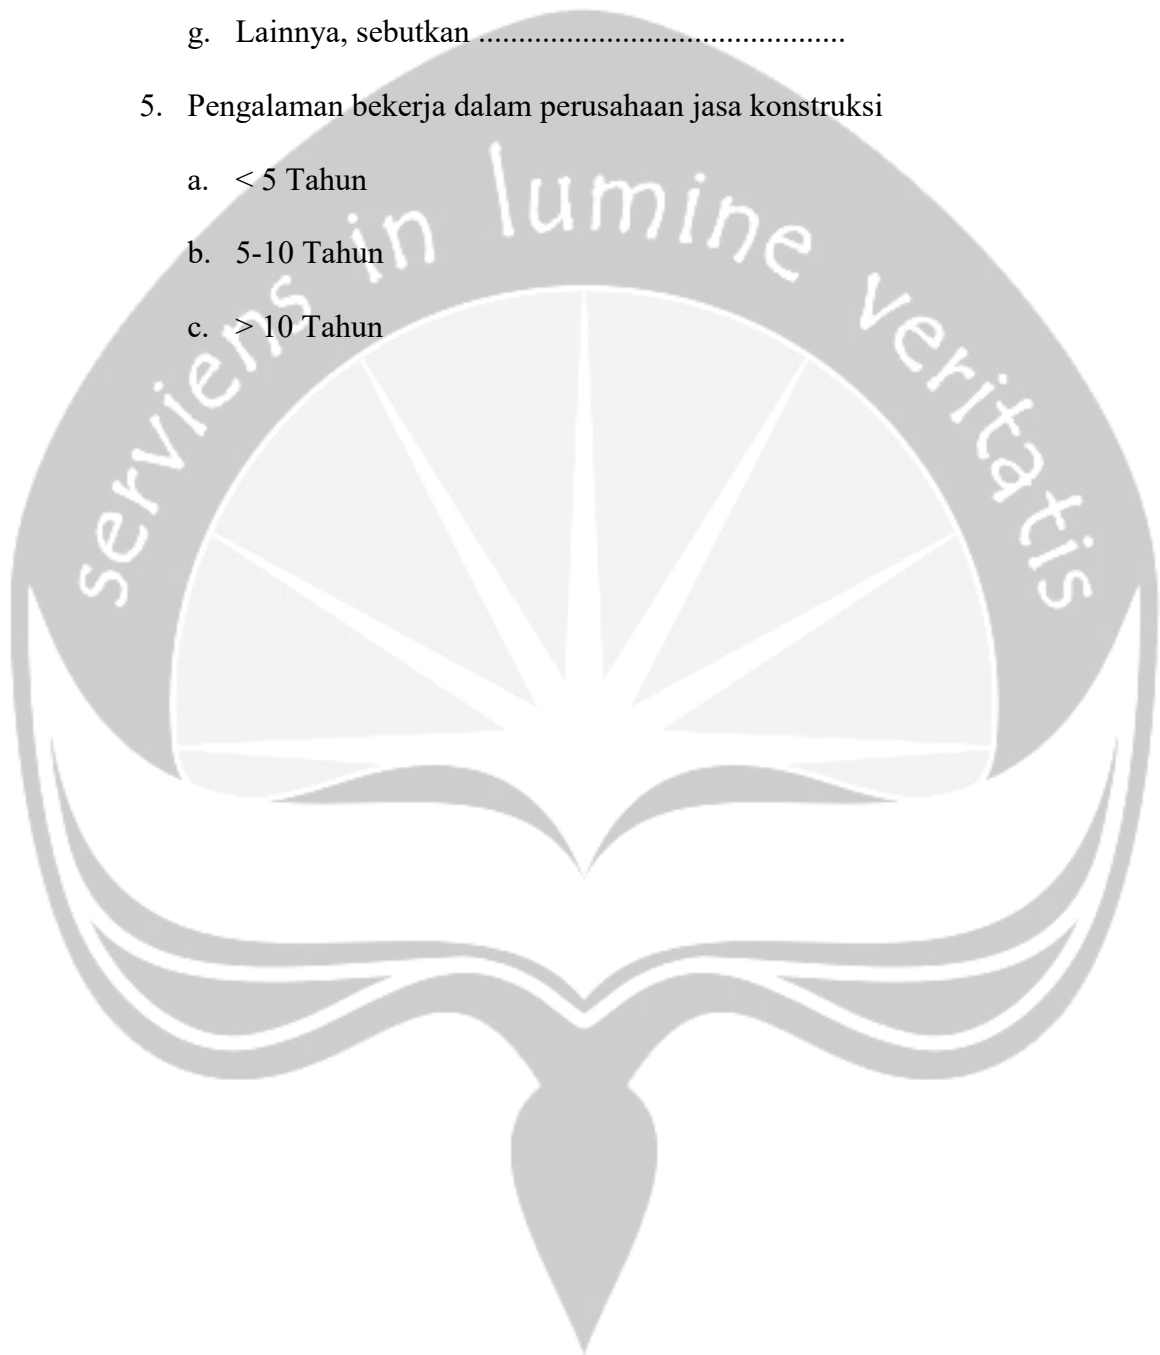 g. Lainnya, sebutkan ..............................................
5. Pengalaman bekerja dalam perusahaan jasa konstruksi
a. < 5 Tahun
b. 5-10 Tahun
c. > 10 Tahun
serviens in lumine veritatis